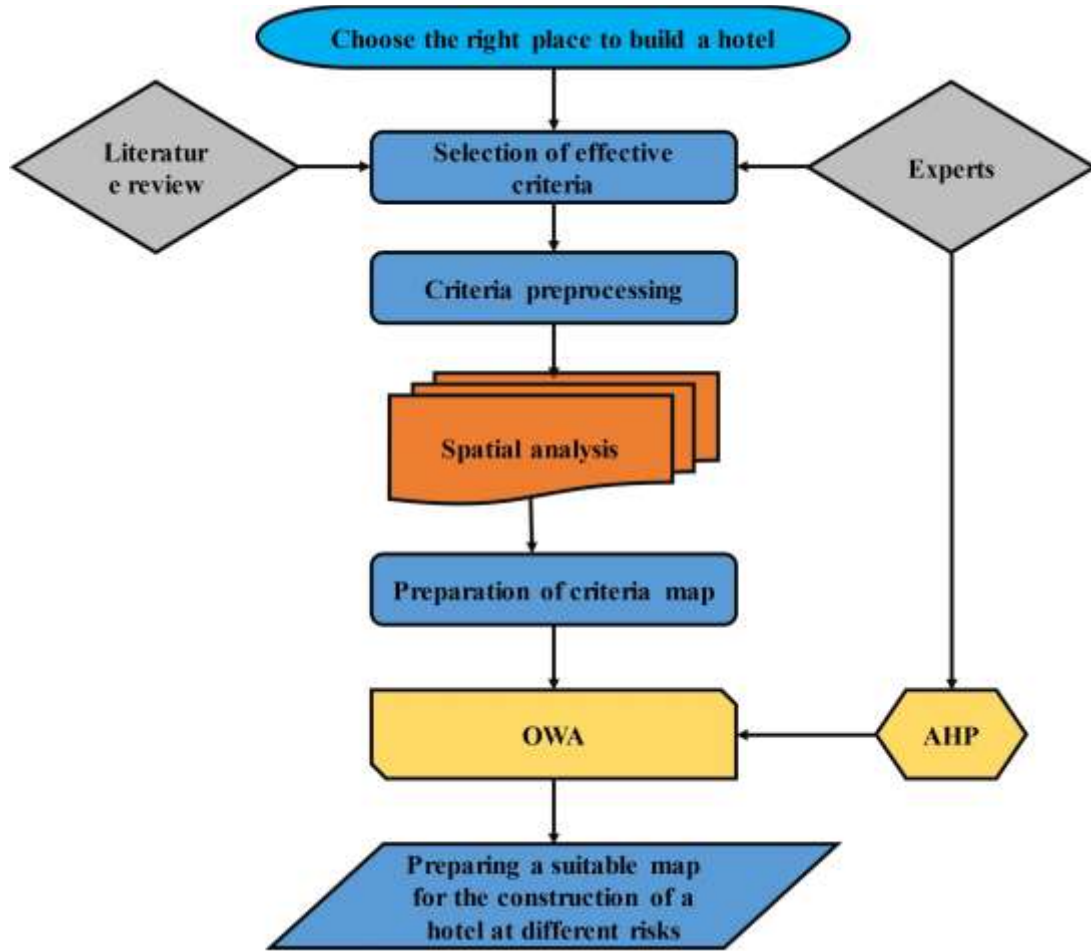 Choose the right place to build a hotel
Literatur
e review
Selection of effective
criteria
Experts
Criteria preprocessing
Spatial analysis
Preparation of criteria map
OWA
AHP
Preparing a suitable map
for the construction of a
hotel at different risks